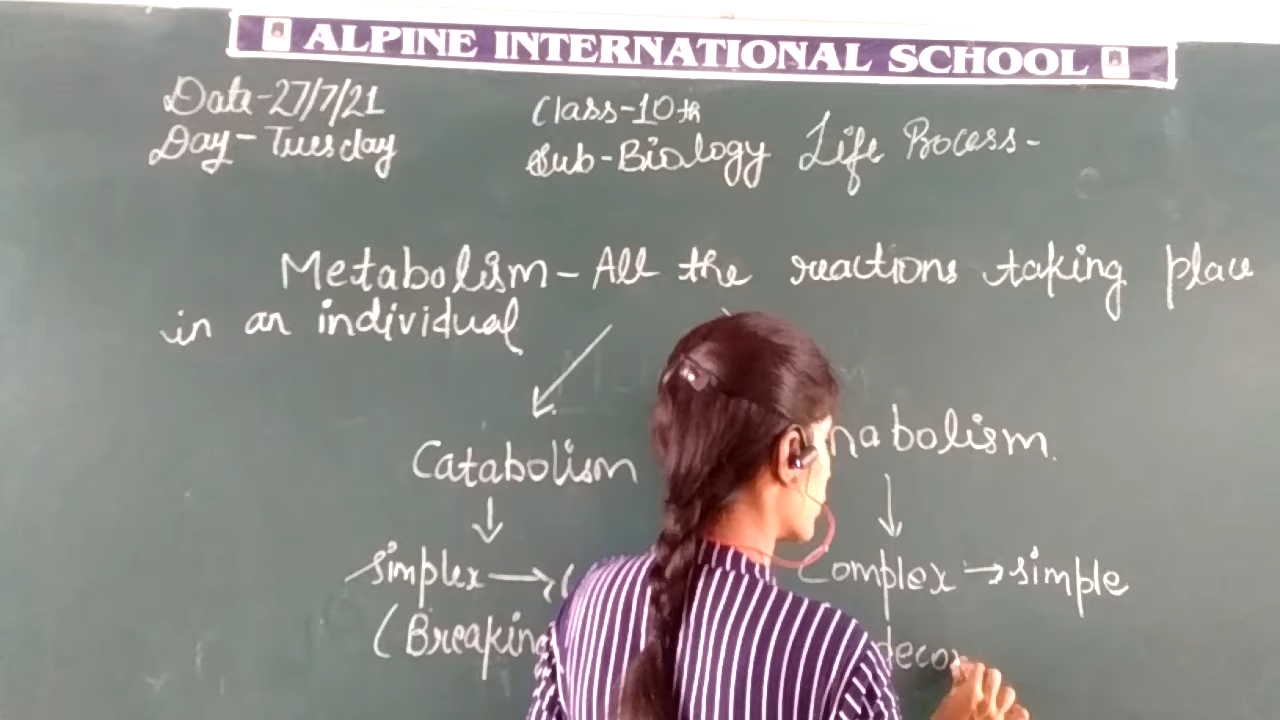 ALPINE INTERNATIONAL SCHOOL
Date-27/7/21
Day-Tuesday
Class-10th
Sub-Biology
Life Process-
Metabolism-All the reactions taking place
in an individual
Catabolism
nabolism.
simplex→
Complex→simple
(Breaking